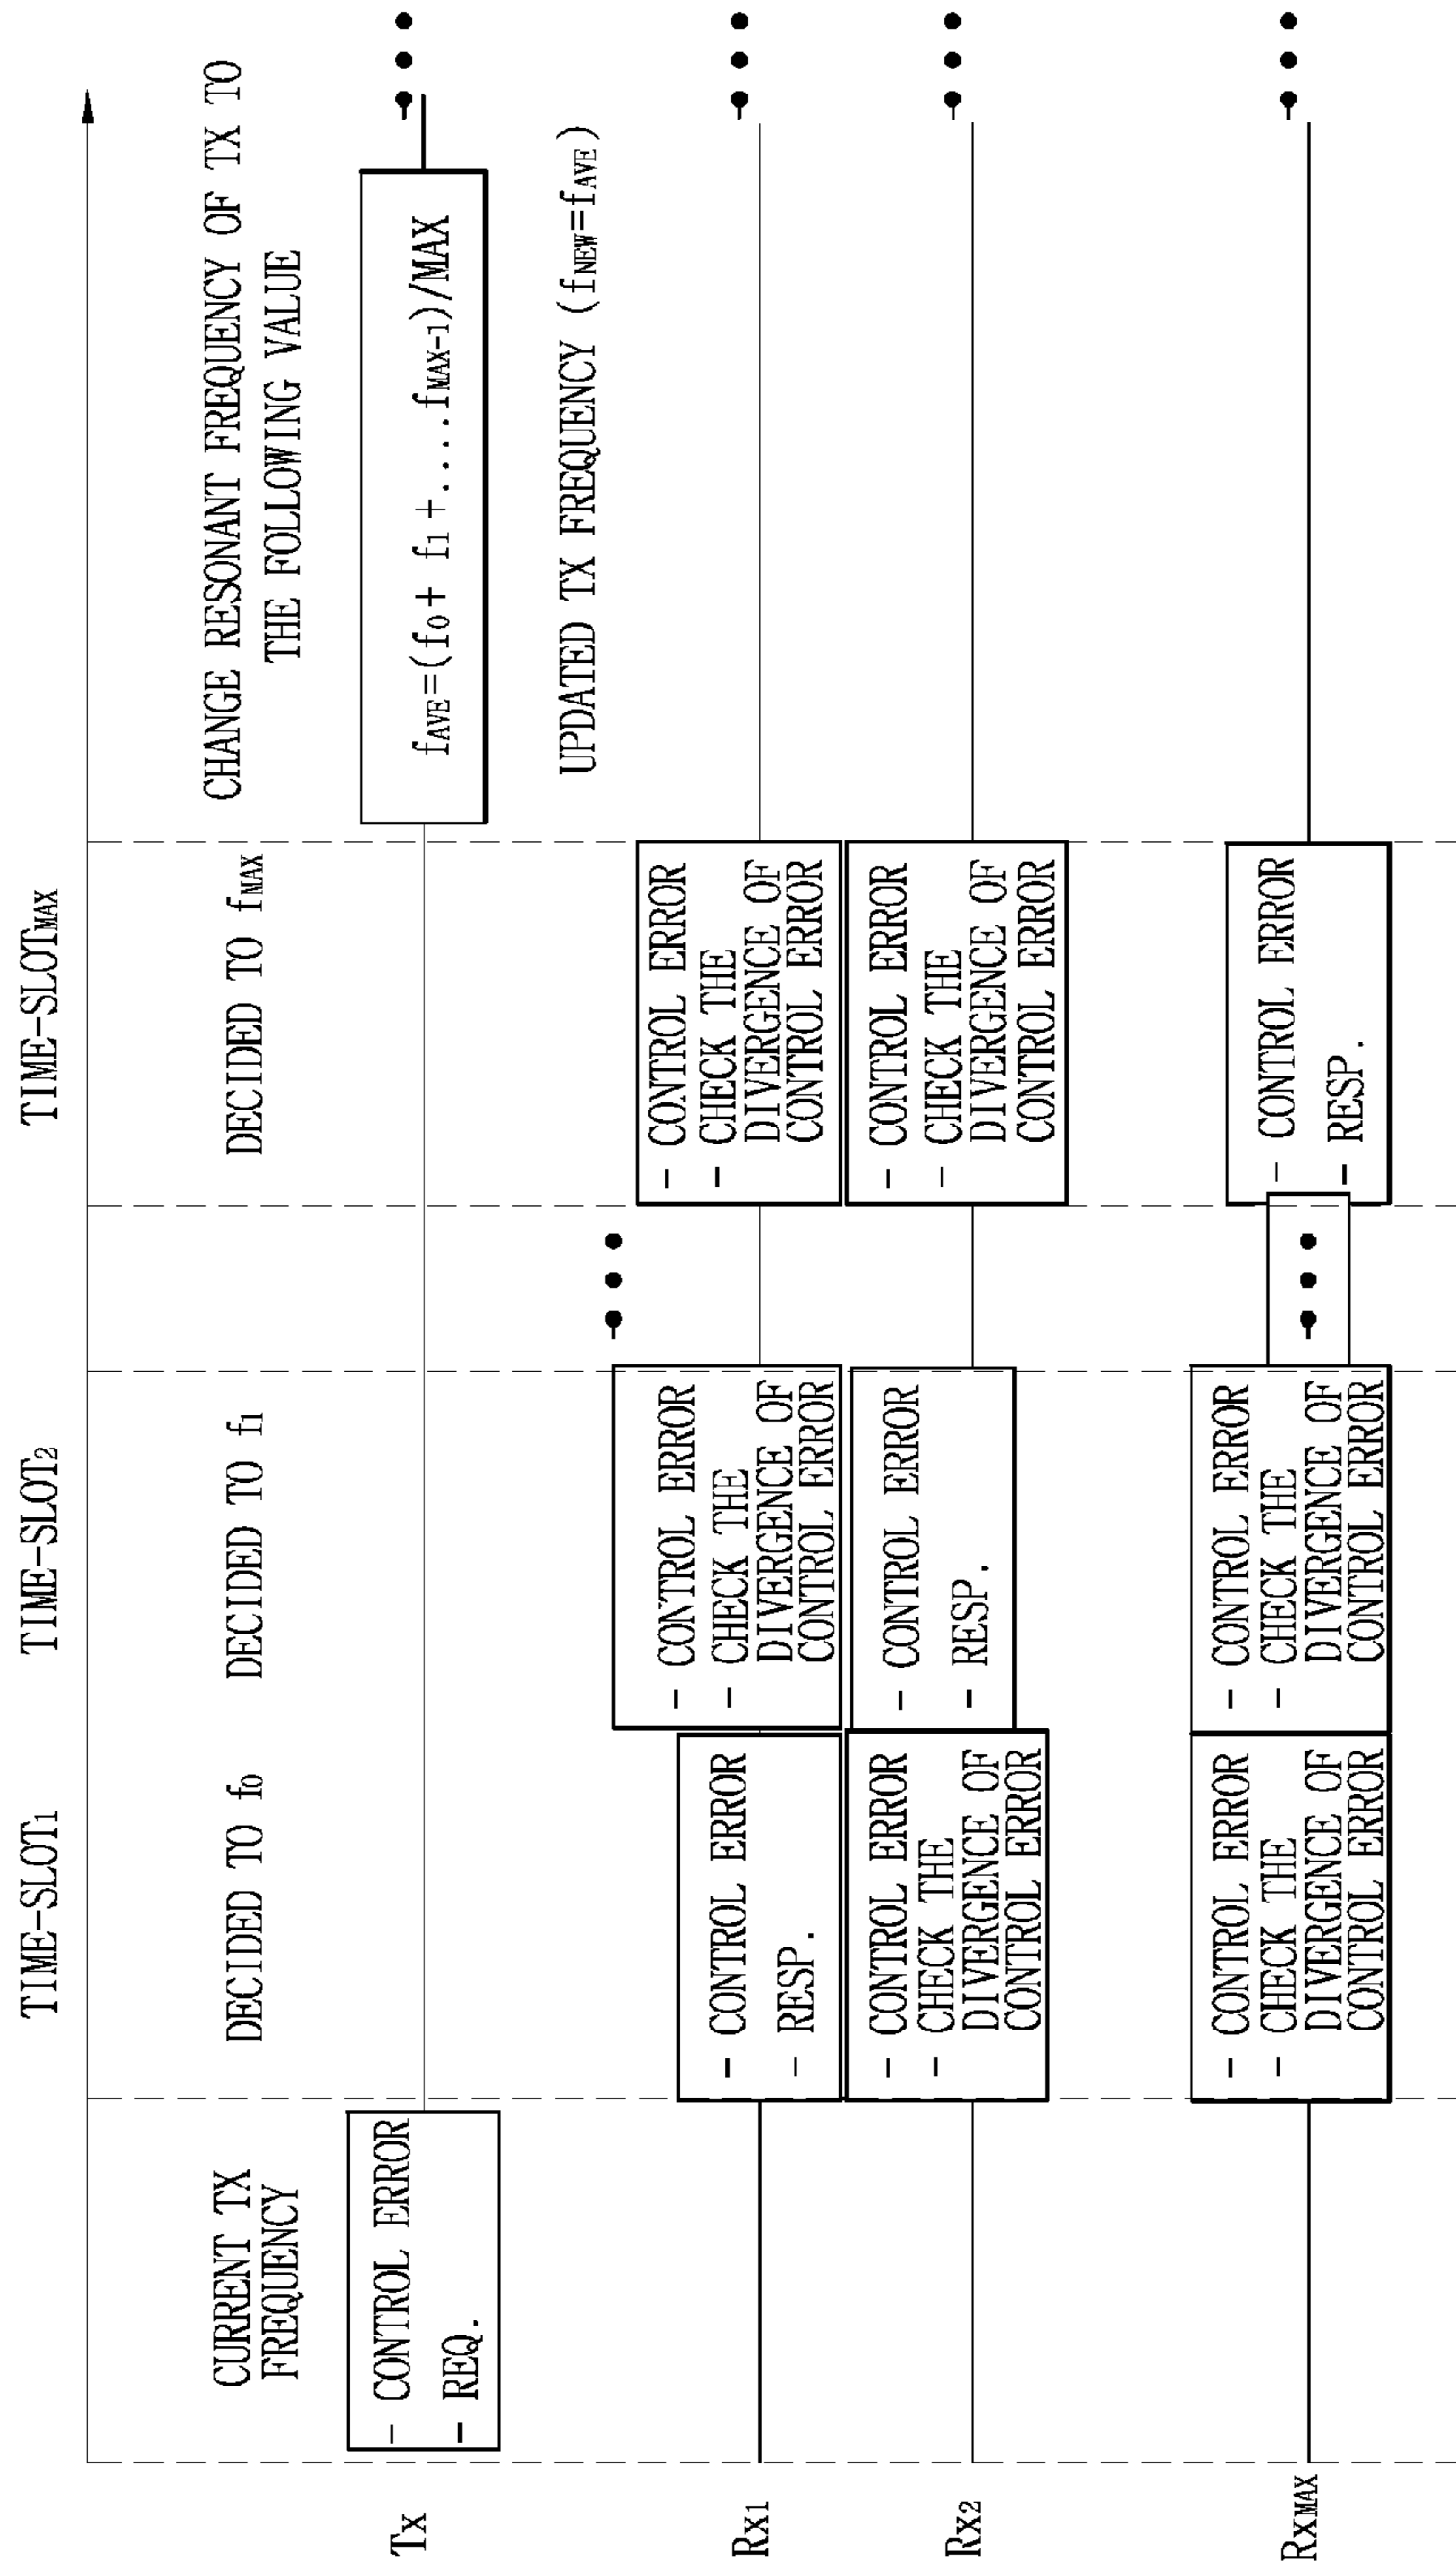 TIME-SLOT1
TIME-SLOT2
TIME-SLOTMAX
CURRENT TX
FREQUENCY
DECIDED TO f0
DECIDED TO f1
DECIDED TO fMAX
CHANGE RESONANT FREQUENCY OF TX TO
THE FOLLOWING VALUE
Tx
- CONTROL ERROR
- REQ.
fAVE=(f0+ f1 +....fMAX-1)/MAX
UPDATED TX FREQUENCY (fNEW=fAVE)
Rx1
- CONTROL ERROR
- RESP.
- CONTROL ERROR
- CHECK THE
DIVERGENCE OF
CONTROL ERROR
- CONTROL ERROR
- CHECK THE
DIVERGENCE OF
CONTROL ERROR
Rx2
- CONTROL ERROR
- CHECK THE
DIVERGENCE OF
CONTROL ERROR
- CONTROL ERROR
- RESP.
- CONTROL ERROR
- CHECK THE
DIVERGENCE OF
CONTROL ERROR
RxMAX
- CONTROL ERROR
- CHECK THE
DIVERGENCE OF
CONTROL ERROR
- CONTROL ERROR
- CHECK THE
DIVERGENCE OF
CONTROL ERROR
- CONTROL ERROR
- RESP.